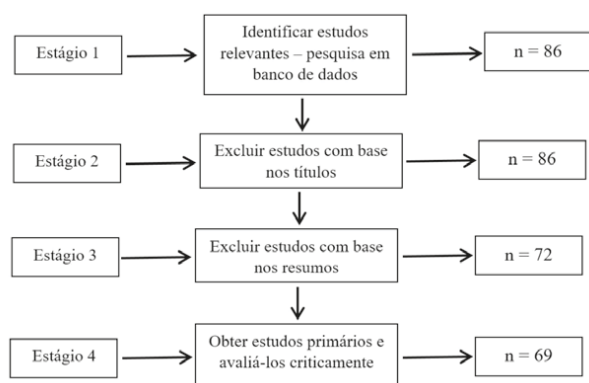 Estágio 1
Identificar estudos
relevantes – pesquisa em
banco de dados
n = 86
Estágio 2
Excluir estudos com base
nos títulos
n = 86
Estágio 3
Excluir estudos com base
nos resumos
n = 72
Estágio 4
Obter estudos primários e
avaliá-los criticamente
n = 69